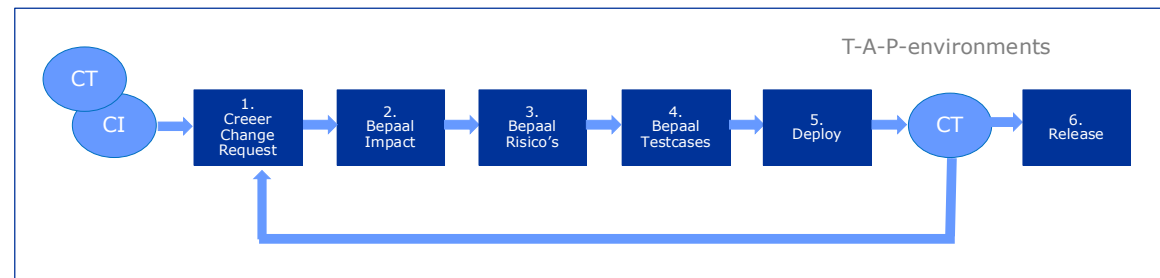 T-A-P-environments
CT
CI
1.
Creeer
Change
Request
2.
Bepaal
Impact
3.
Bepaal
Risico’s
4.
Bepaal
Testcases
5.
Deploy
CT
6.
Release